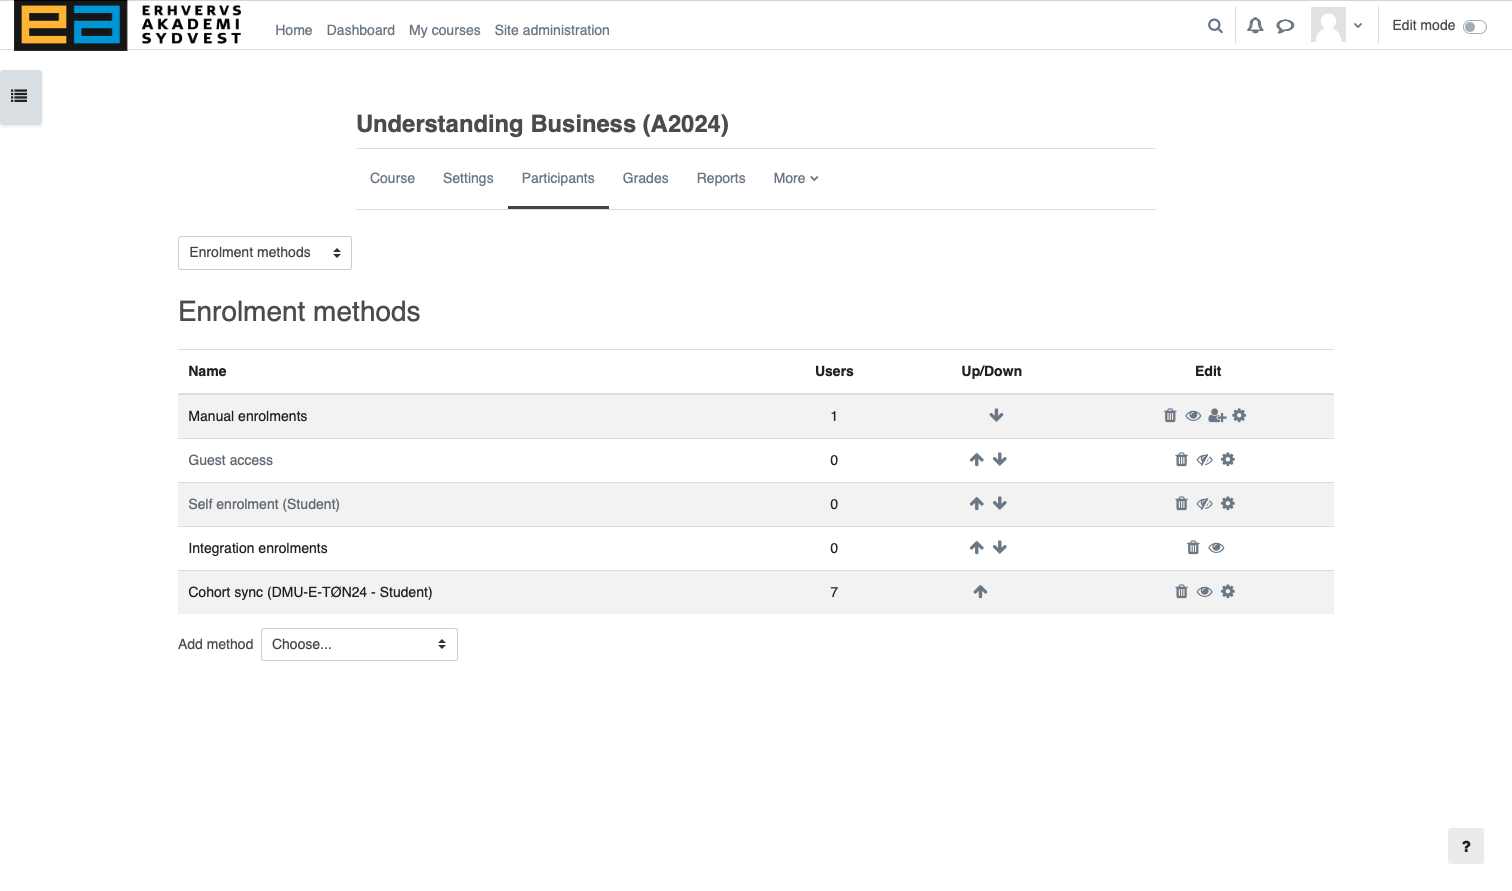 ERHVERVS
AKADEMI
SYDVEST
Home Dashboard My courses Site administration
Edit mode
Understanding Business (A2024)
Course Settings Participants Grades Reports More
Enrolment methods
Enrolment methods
Name Users Up/Down Edit
Manual enrolments 1
Guest access 0
Self enrolment (Student) 0
Integration enrolments 0
Cohort sync (DMU-E-TØN24 - Student) 7
Add method Choose...
?